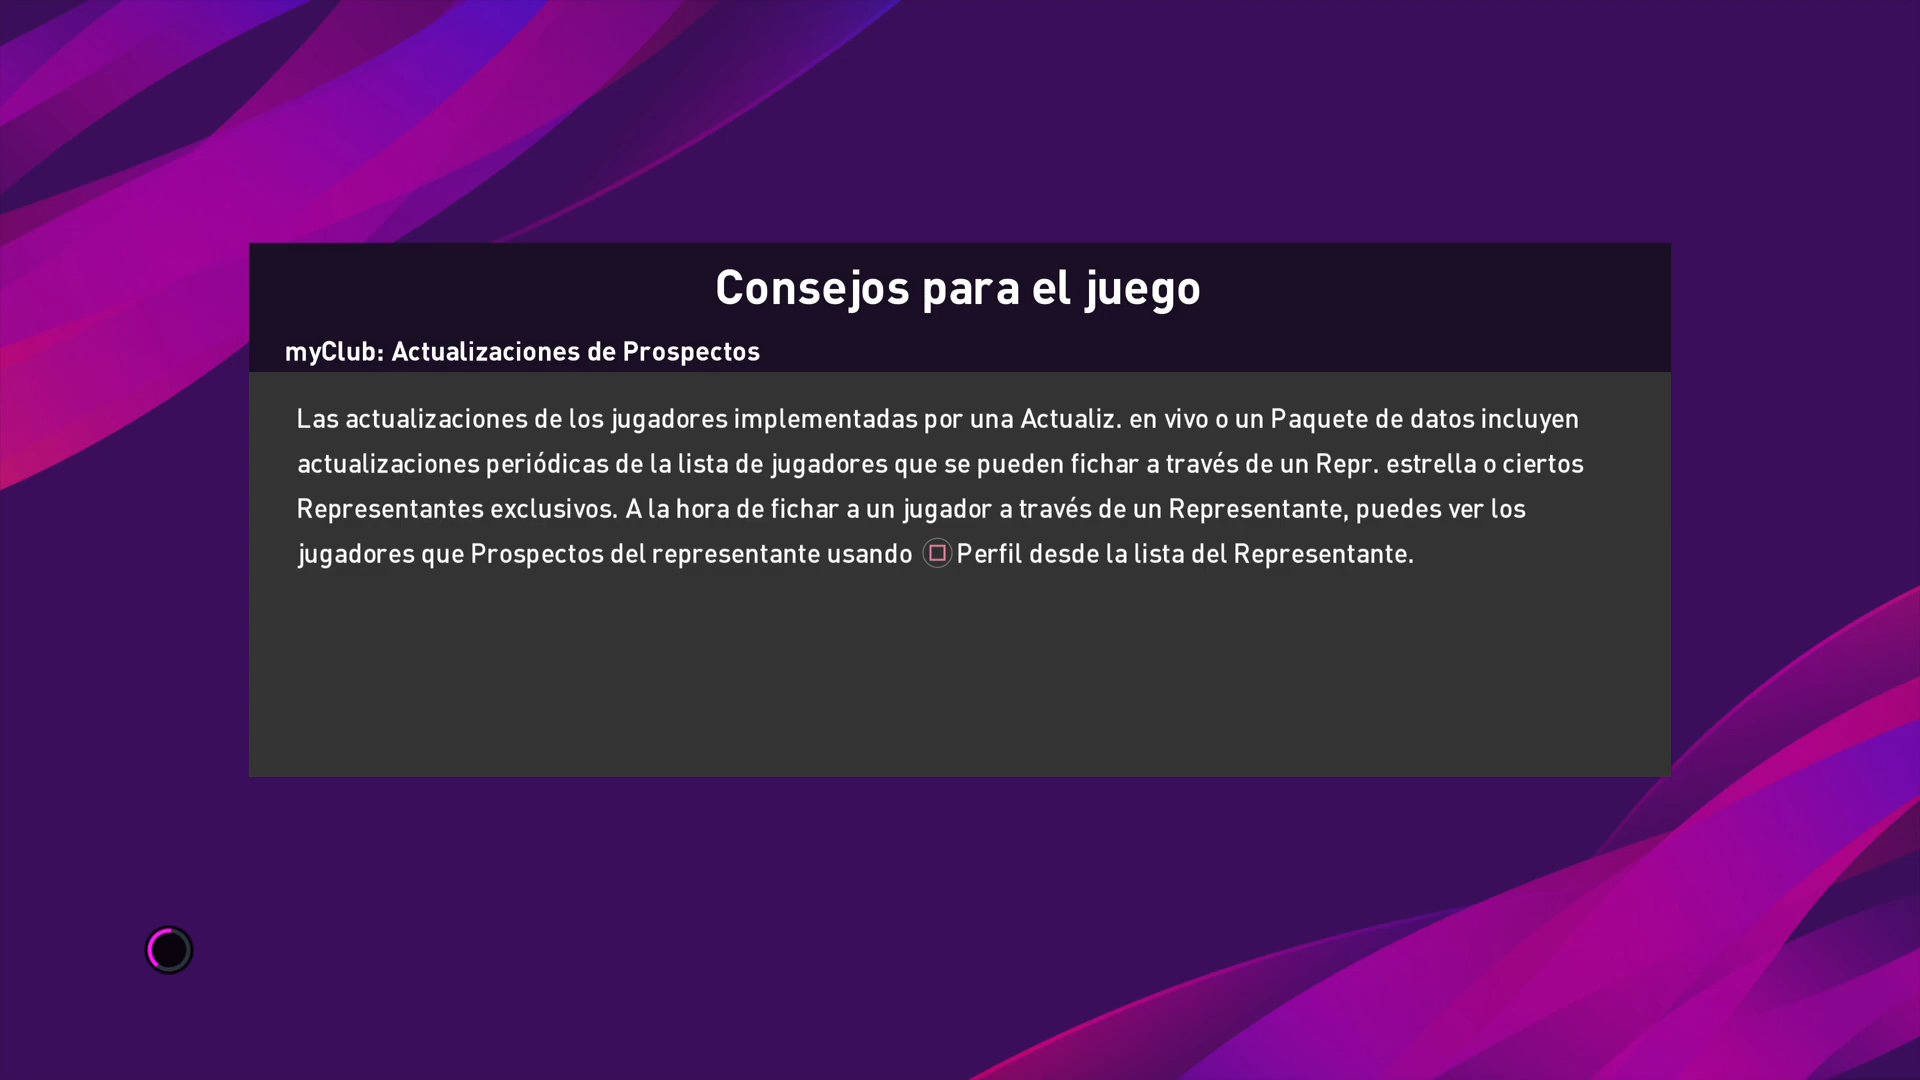 Consejos para el juego
myClub: Actualizaciones de Prospectos
Las actualizaciones de los jugadores implementadas por una Actualiz. en vivo o un Paquete de datos incluyen
actualizaciones periódicas de la lista de jugadores que se pueden fichar a través de un Repr. estrella o ciertos
Representantes exclusivos. A la hora de fichar a un jugador a través de un Representante, puedes ver los
jugadores que Prospectos del representante usando Perfil desde la lista del Representante.